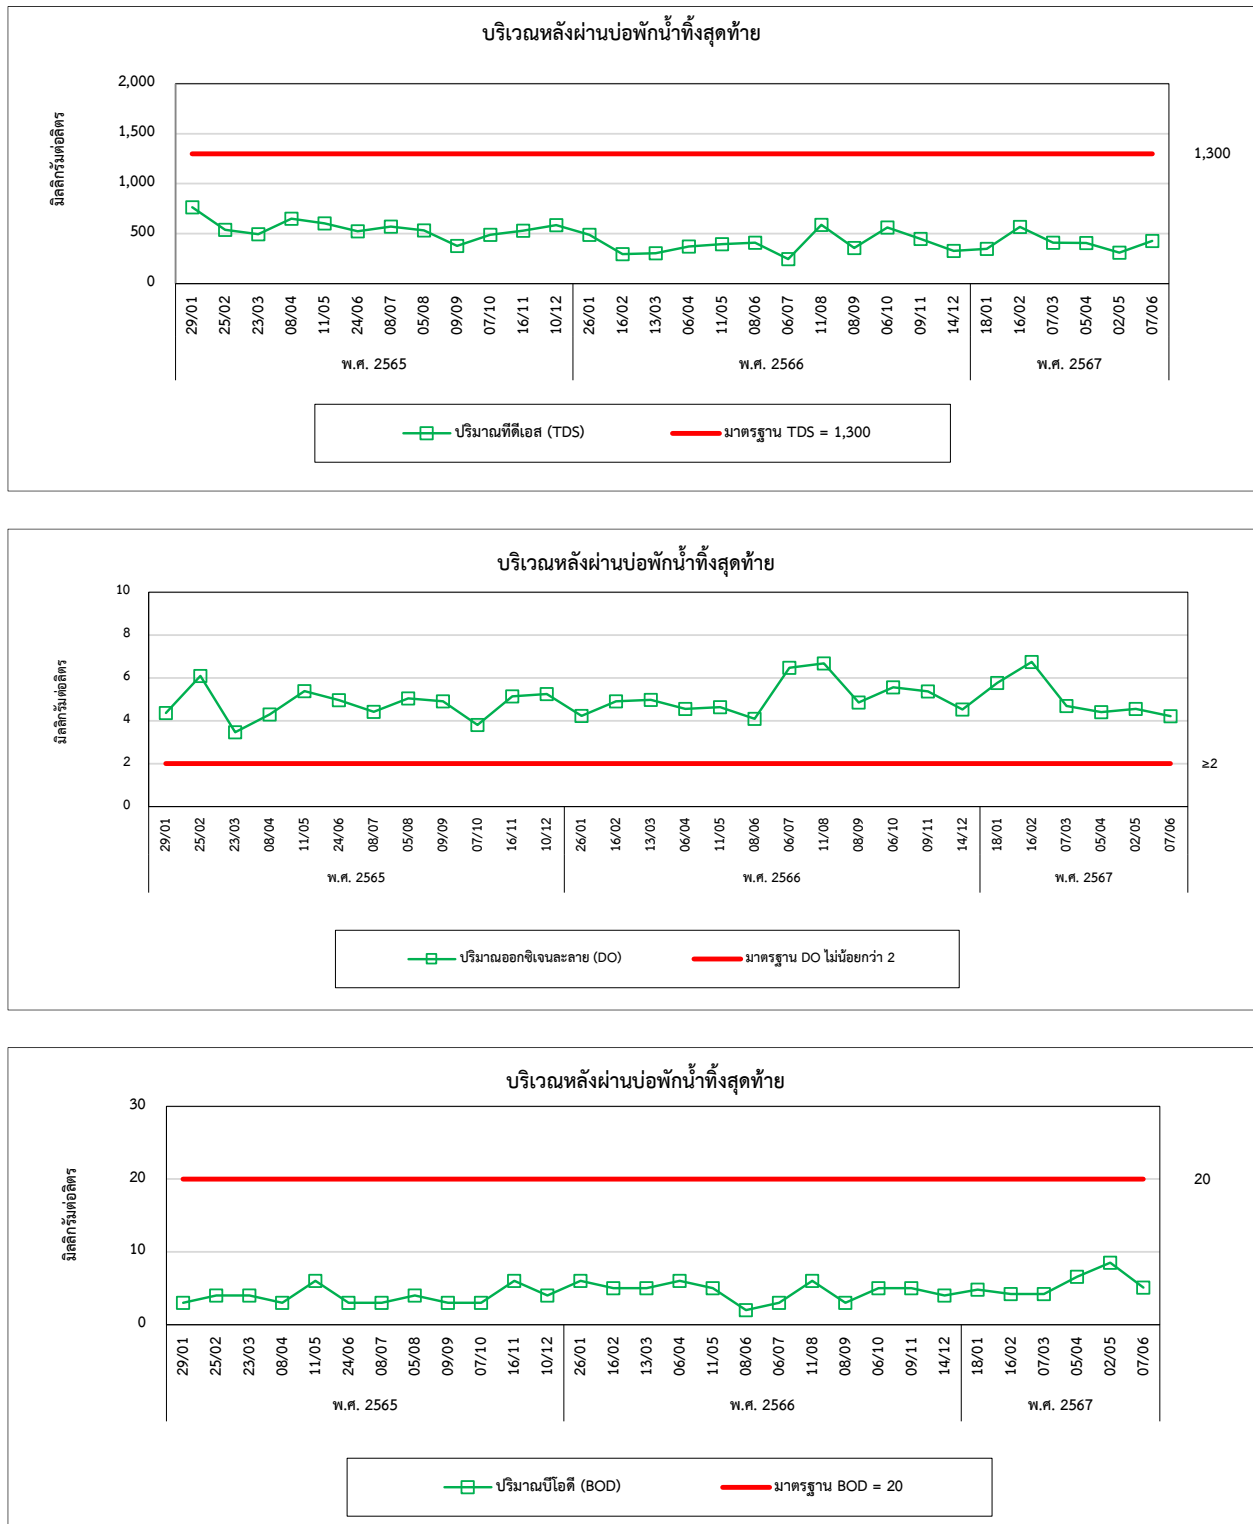 บริเวณหลังผ่านบ่อพักน้ำทิ้งสุดท้าย
มิลลิกรัมต่อลิตร
2,000
1,500
1,000
500
0
1,300
29/01 25/02 23/03 08/04 11/05 24/06 08/07 05/08 09/09 07/10 16/11 10/12 26/01 16/02 13/03 06/04 11/05 08/06 06/07 11/08 08/09 06/10 09/11 14/12 18/01 16/02 07/03 05/04 02/05 07/06
พ.ศ. 2565 พ.ศ. 2566 พ.ศ. 2567
ปริมาณทีดีเอส (TDS) มาตรฐาน TDS = 1,300
บริเวณหลังผ่านบ่อพักน้ำทิ้งสุดท้าย
มิลลิกรัมต่อลิตร
10
8
6
4
2
0
≥2
29/01 25/02 23/03 08/04 11/05 24/06 08/07 05/08 09/09 07/10 16/11 10/12 26/01 16/02 13/03 06/04 11/05 08/06 06/07 11/08 08/09 06/10 09/11 14/12 18/01 16/02 07/03 05/04 02/05 07/06
พ.ศ. 2565 พ.ศ. 2566 พ.ศ. 2567
ปริมาณออกซิเจนละลาย (DO) มาตรฐาน DO ไม่น้อยกว่า 2
บริเวณหลังผ่านบ่อพักน้ำทิ้งสุดท้าย
มิลลิกรัมต่อลิตร
30
20
10
0
20
29/01 25/02 23/03 08/04 11/05 24/06 08/07 05/08 09/09 07/10 16/11 10/12 26/01 16/02 13/03 06/04 11/05 08/06 06/07 11/08 08/09 06/10 09/11 14/12 18/01 16/02 07/03 05/04 02/05 07/06
พ.ศ. 2565 พ.ศ. 2566 พ.ศ. 2567
ปริมาณบีโอดี (BOD) มาตรฐาน BOD = 20